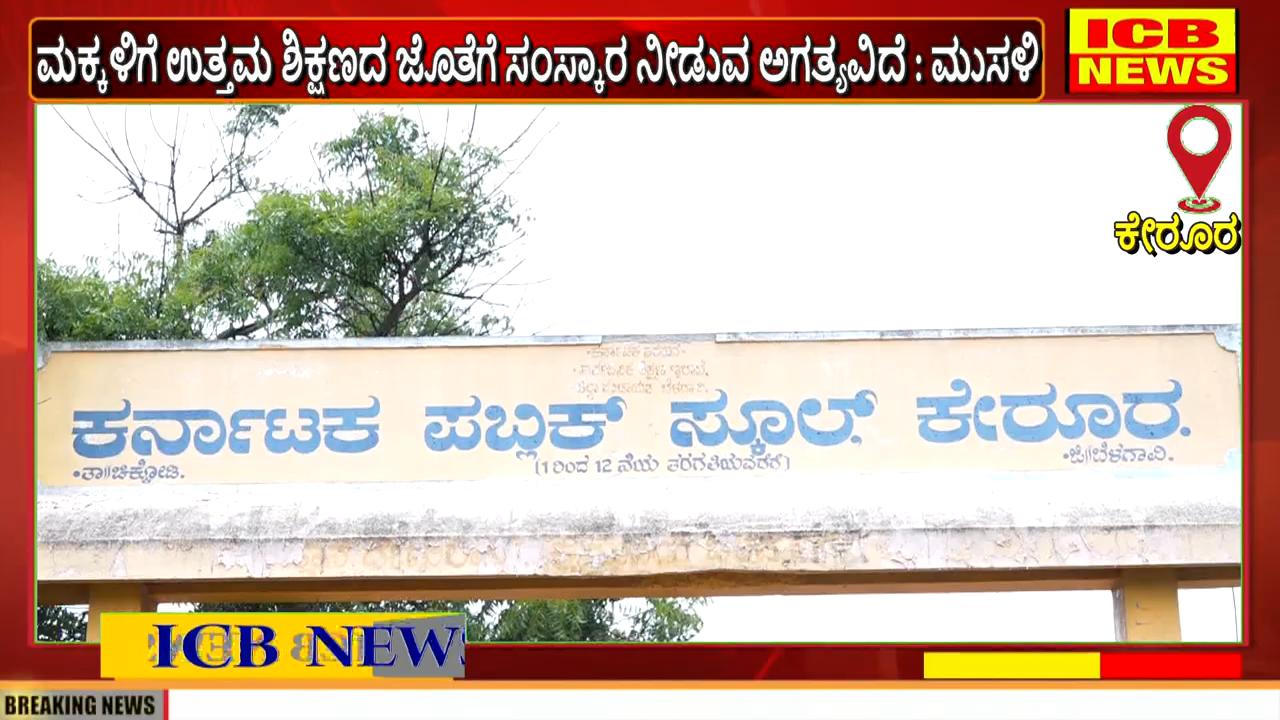 ಮಕ್ಕಳಿಗೆ ಉತ್ತಮ ಶಿಕ್ಷಣದ ಜೊತೆಗೆ ಸಂಸ್ಕಾರ ನೀಡುವ ಅಗತ್ಯವಿದೆ : ಮುಸಳಿ
ICB
NEWS
ಕೇರೂರ
ಕರ್ನಾಟಕ ಪಬ್ಲಿಕ್ ಸ್ಕೂಲ್ ಕೇರೂರ.
•ತಾ||ಚಿಕ್ಕೋಡಿ.
(1 ರಿಂದ 12 ನೆಯ ತರಗತಿಯವರೆಗೆ)
•ಜಿ||ಬೆಳಗಾವಿ.
ICB NEWS
BREAKING NEWS